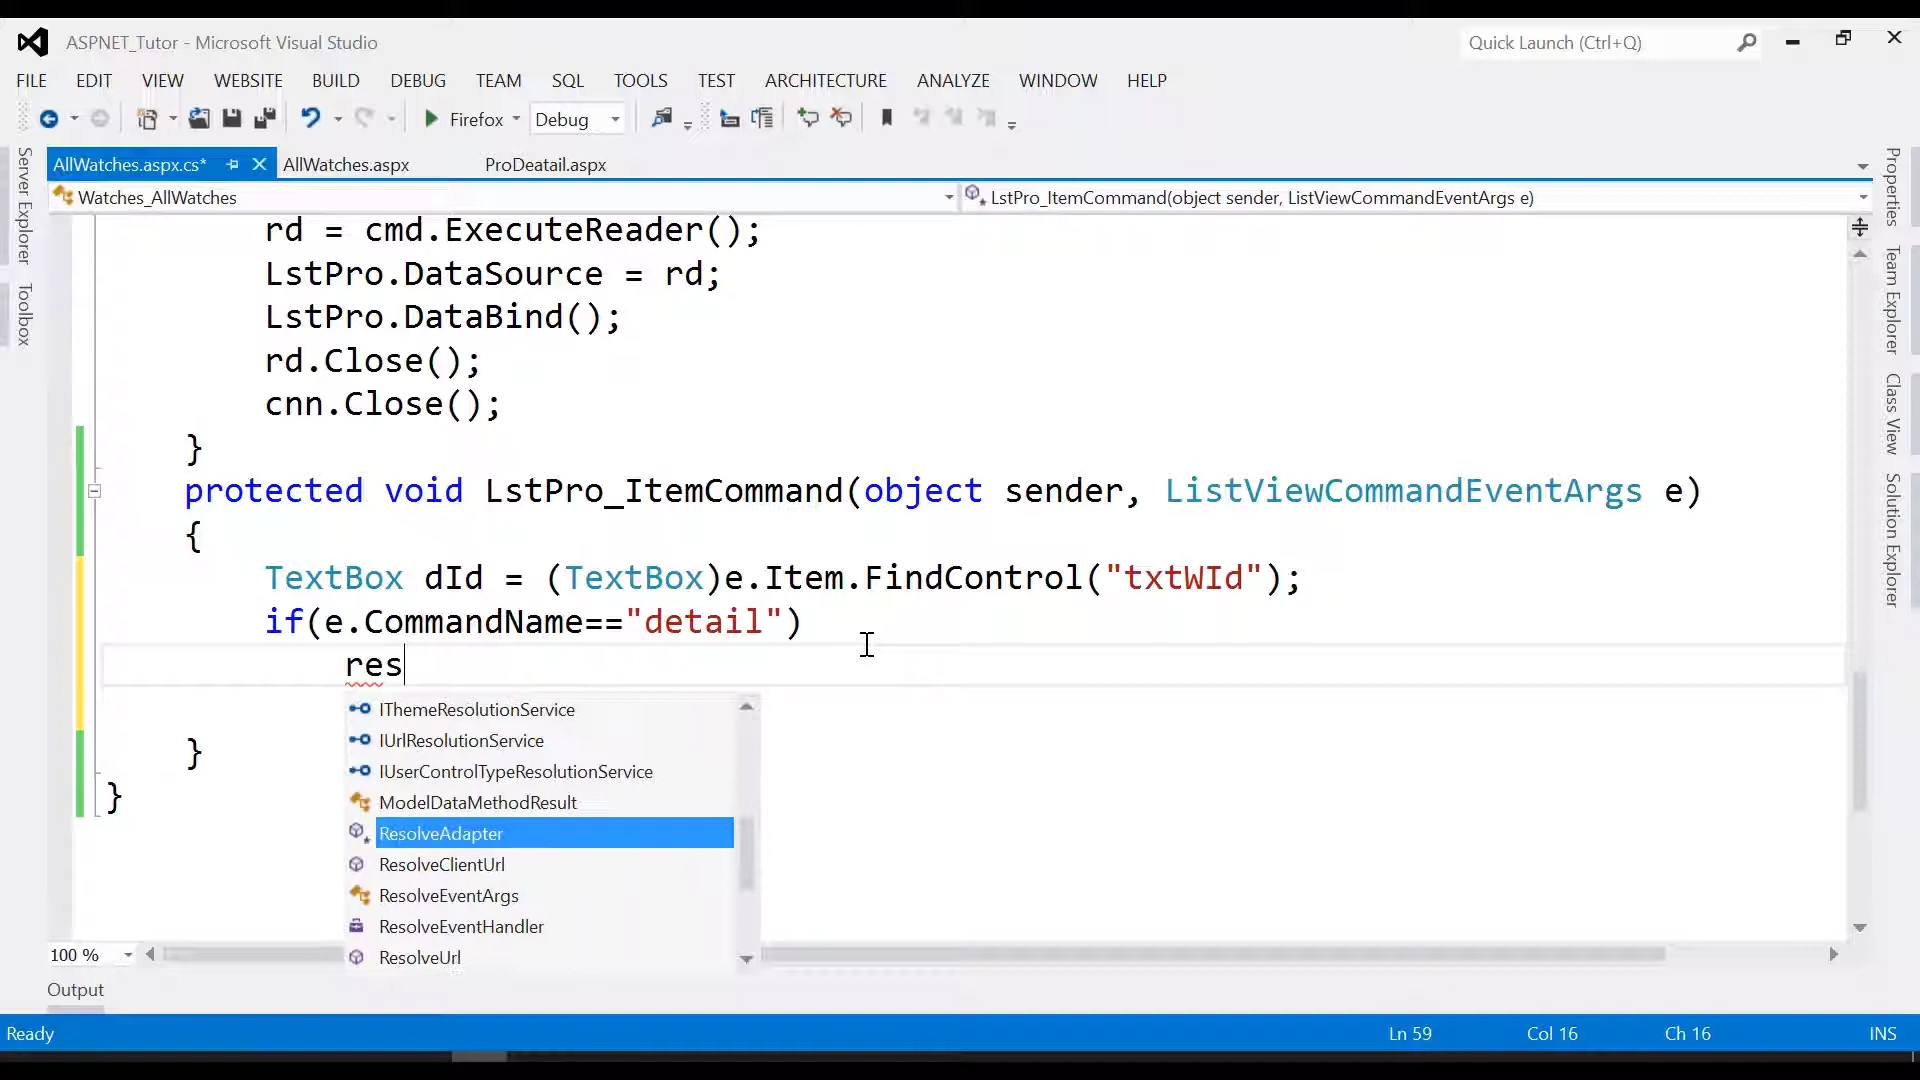 ASPNET_Tutor - Microsoft Visual Studio
Quick Launch (Ctrl+Q)
FILE EDIT VIEW WEBSITE BUILD DEBUG TEAM SQL TOOLS TEST ARCHITECTURE ANALYZE WINDOW HELP
Firefox Debug
Server Explorer
Toolbox
AllWatches.aspx.cs* AllWatches.aspx ProDeatail.aspx
Watches_AllWatches LstPro_ItemCommand(object sender, ListViewCommandEventArgs e)
rd = cmd.ExecuteReader();
LstPro.DataSource = rd;
LstPro.DataBind();
rd.Close();
cnn.Close();
}
protected void LstPro_ItemCommand(object sender, ListViewCommandEventArgs e)
{
TextBox dId = (TextBox)e.Item.FindControl("txtWId");
if(e.CommandName=="detail")
res
IThemeResolutionService
IUrlResolutionService
IUserControlTypeResolutionService
ModelDataMethodResult
ResolveAdapter
ResolveClientUrl
ResolveEventArgs
ResolveEventHandler
ResolveUrl
}
}
Properties
Team Explorer
Class View
Solution Explorer
100 %
Output
Ready Ln 59 Col 16 Ch 16 INS